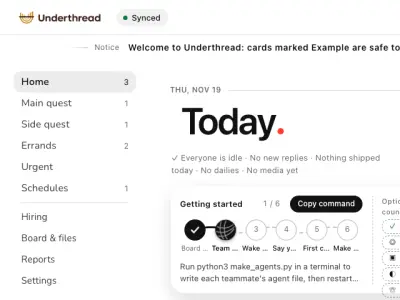 Underthread
Synced
Notice Welcome to Underthread: cards marked Example are safe to
Home 3
Main quest 1
Side quest 1
Errands 2
Urgent
Schedules 1
Hiring
Board & files
Reports
Settings
THU, NOV 19
Today.
✓ Everyone is idle · No new replies · Nothing shipped
today · No dailies · No media yet
Getting started 1 / 6 Copy command
3 4 5 6
Board ... Team ... Wake ... Say y... First c... Make ...
Run python3 make_agents.py in a terminal to
write each teammate's agent file, then restart...